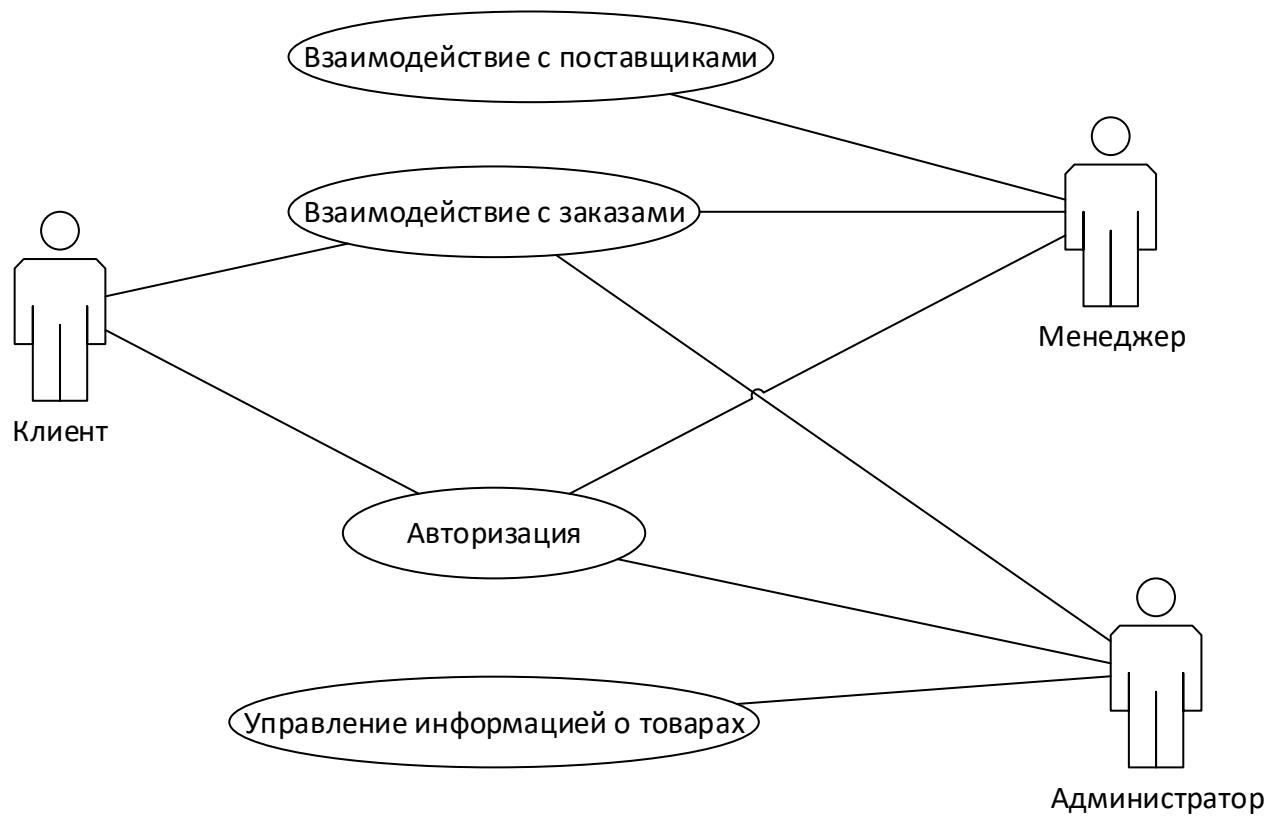 Взаимодействие с поставщиками
Взаимодействие с заказами
Менеджер
Клиент
Авторизация
Управление информацией о товарах
Администратор